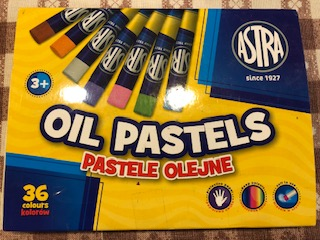 ASTRA
since 1927
3+
OIL PASTELS
PASTELE OLEJNE
36
colours
kolorów